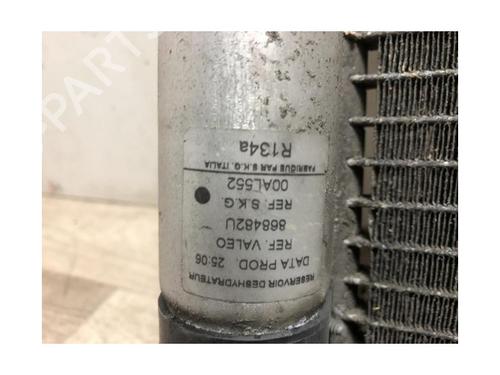 RESERVOIR DESHYDRATEUR
DATA PROD. 25:06
REF. VALEO
868482U
REF. S.K.G.
00AL552
FABRIQUE PAR S.K.G. ITALIA
R134a